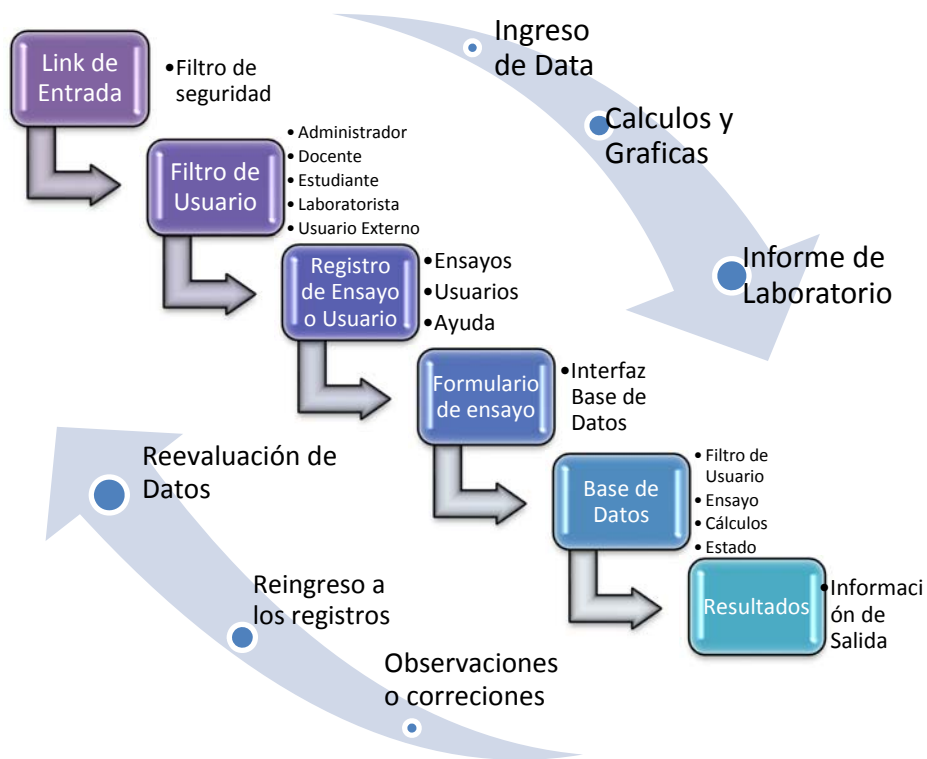 Link de
Entrada
•Filtro de
seguridad
Filtro de
Usuario
• Administrador
• Docente
• Estudiante
• Laboratorista
• Usuario Externo
Registro
de Ensayo
o Usuario
•Ensayos
•Usuarios
•Ayuda
Formulario
de ensayo
•Interfaz
Base de
Datos
Base de
Datos
• Filtro de
Usuario
• Ensayo
• Cálculos
• Estado
Resultados
•Informaci
ón de
Salida
Ingreso
de Data
Calculos y
Graficas
Informe de
Laboratorio
Observaciones
o correciones
Reingreso a
los registros
Reevaluación de
Datos